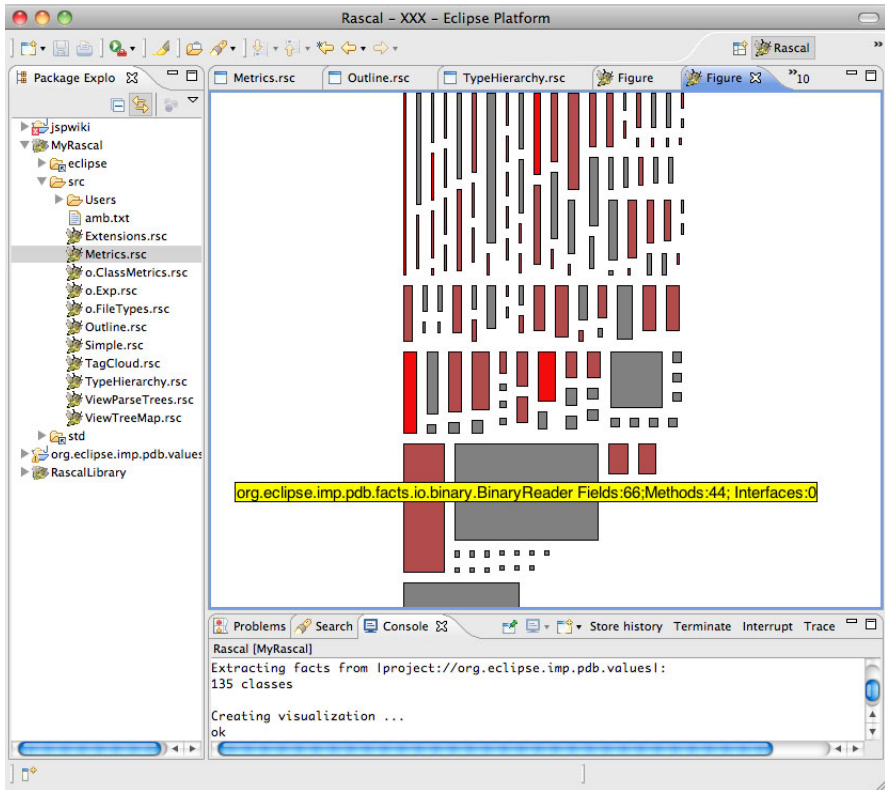 Rascal – XXX – Eclipse Platform
Rascal
»
Package Explo
Metrics.rsc
Outline.rsc
TypeHierarchy.rsc
Figure
Figure
»10
jspwiki
MyRascal
eclipse
src
Users
amb.txt
Extensions.rsc
Metrics.rsc
o.ClassMetrics.rsc
o.Exp.rsc
o.FileTypes.rsc
Outline.rsc
Simple.rsc
TagCloud.rsc
TypeHierarchy.rsc
ViewParseTrees.rsc
ViewTreeMap.rsc
std
org.eclipse.imp.pdb.values
RascalLibrary
org.eclipse.imp.pdb.facts.io.binary.BinaryReader Fields:66;Methods:44; Interfaces:0
Problems
Search
Console
Store history
Terminate
Interrupt
Trace
Rascal [MyRascal]
Extracting facts from |project://org.eclipse.imp.pdb.values|:
135 classes
Creating visualization ...
ok